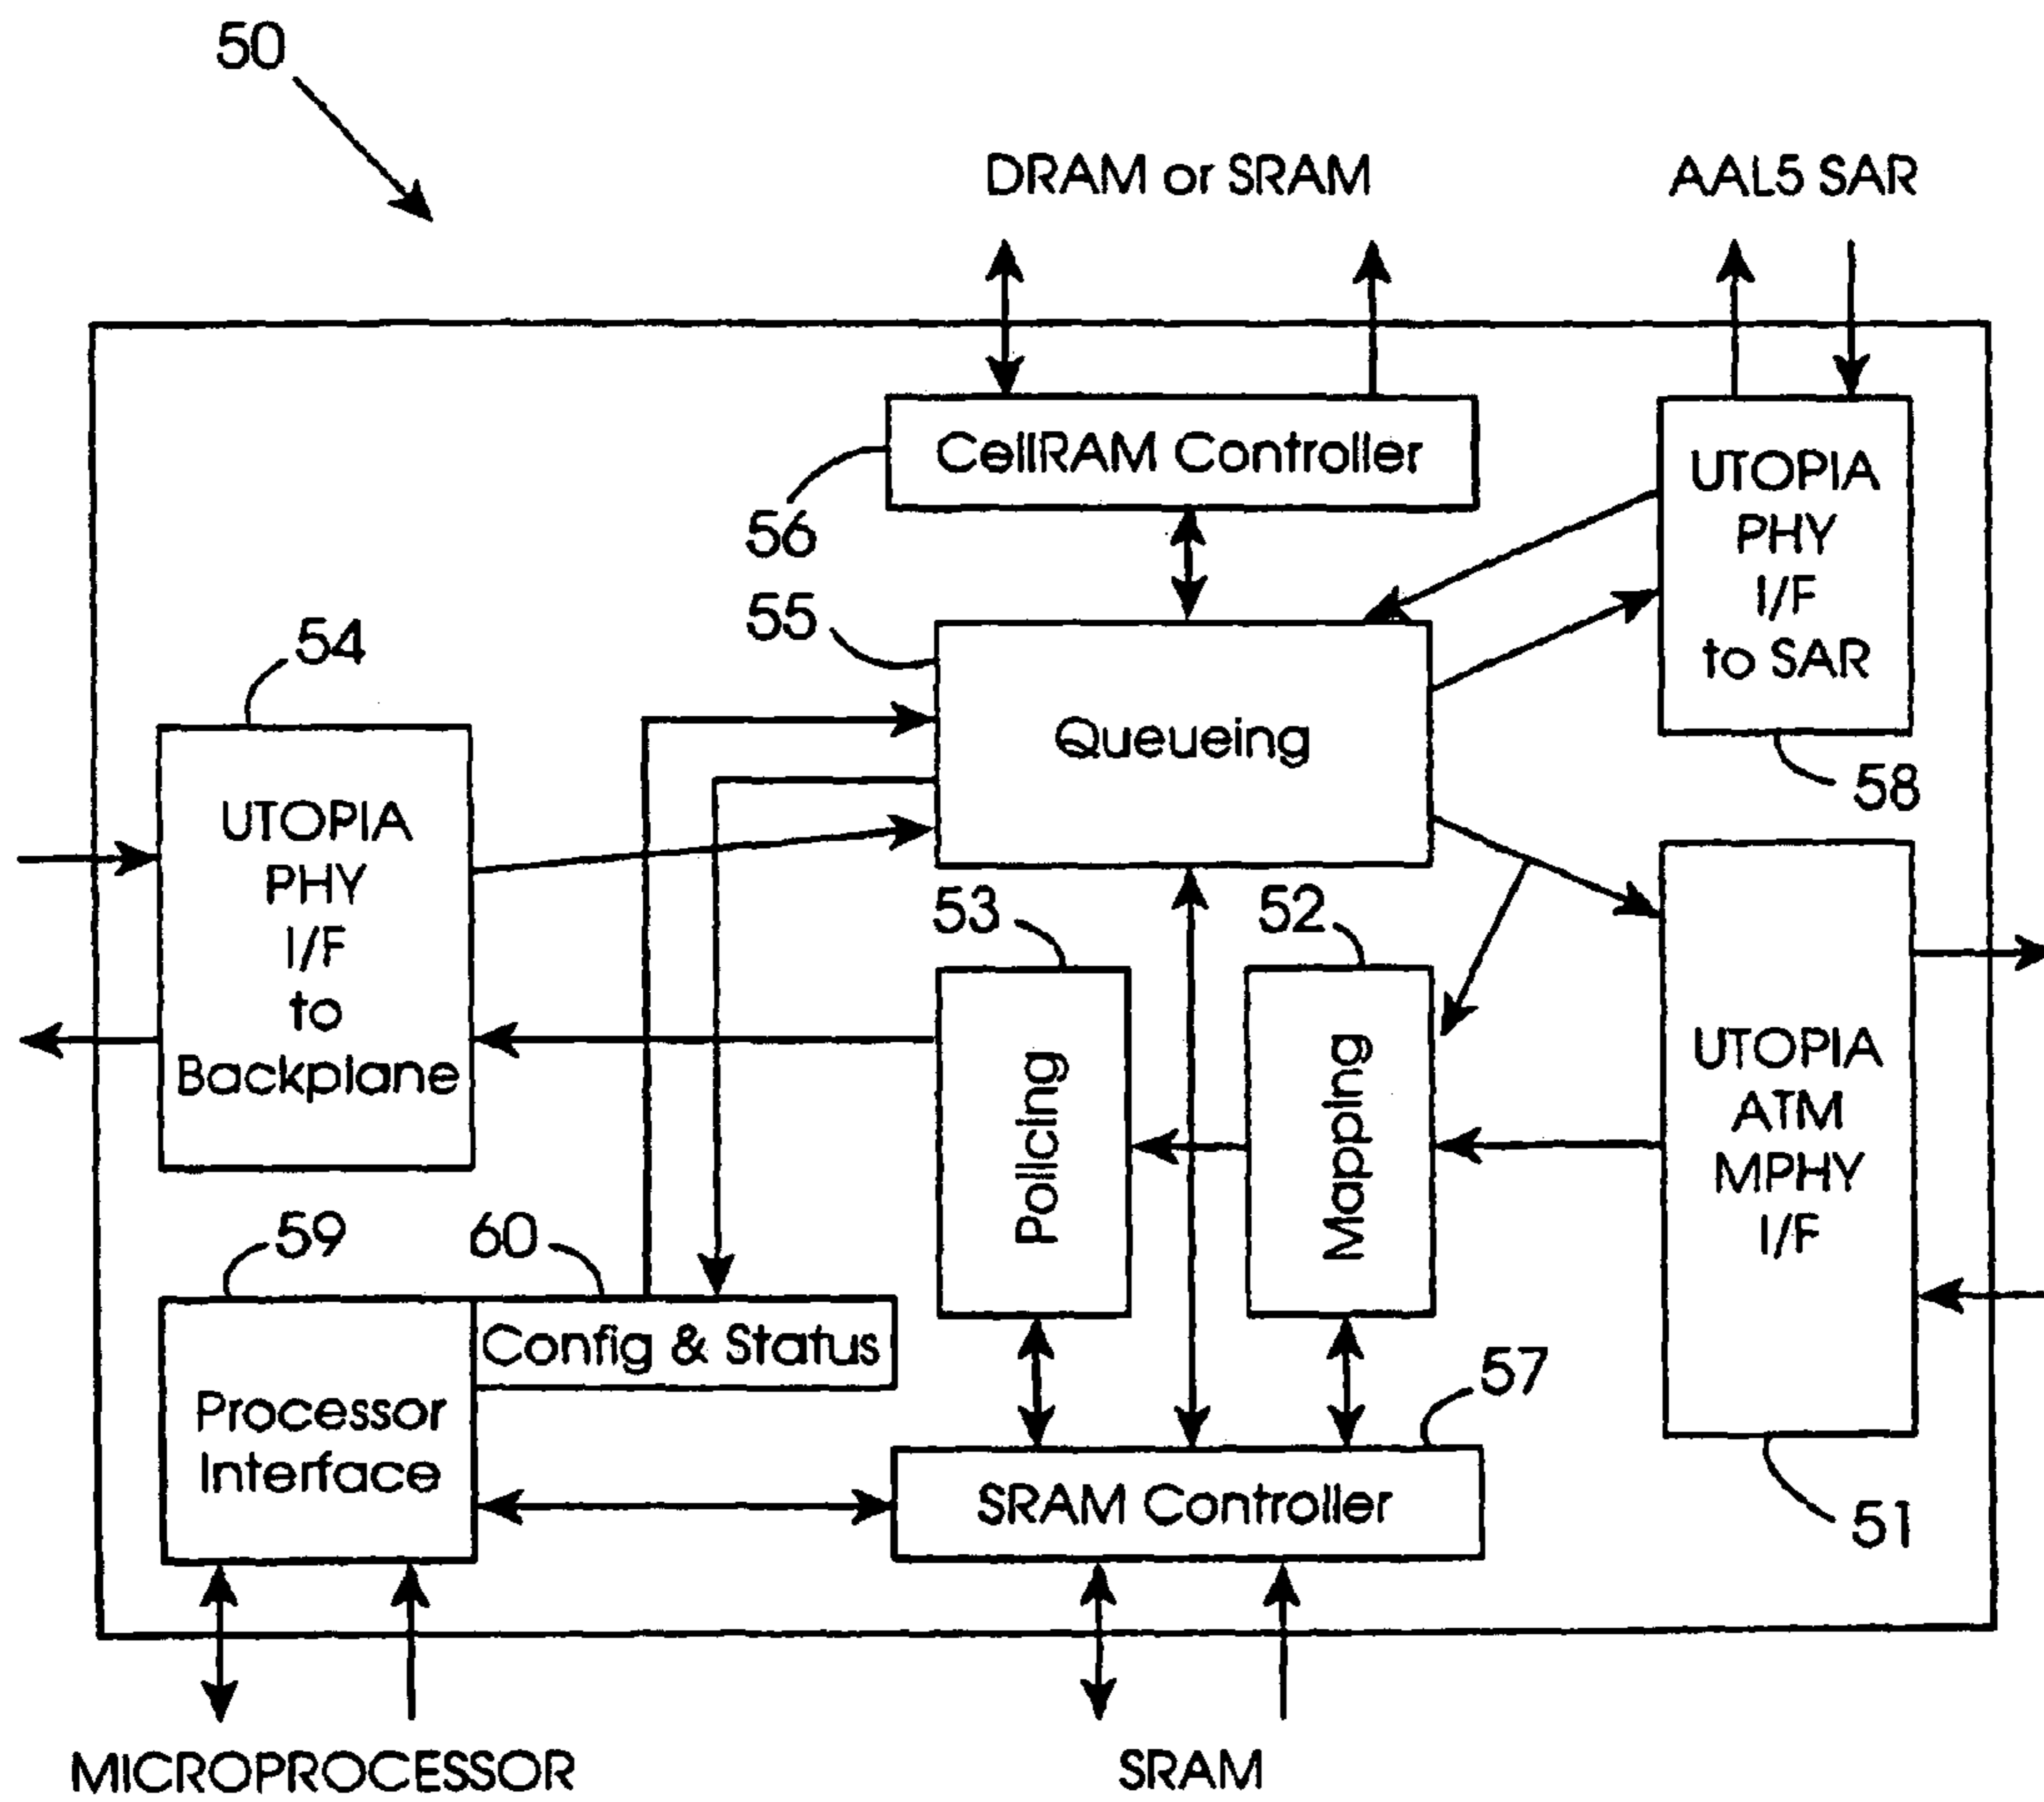 50
DRAM or SRAM
AAL5 SAR
CellRAM Controller
56
UTOPIA
PHY
I/F
to SAR
58
55
Queueing
54
UTOPIA
PHY
I/F
to
Backplane
53
Policing
52
Mapping
UTOPIA
ATM
MPHY
I/F
51
59
60
Config & Status
Processor
Interface
57
SRAM Controller
MICROPROCESSOR
SRAM